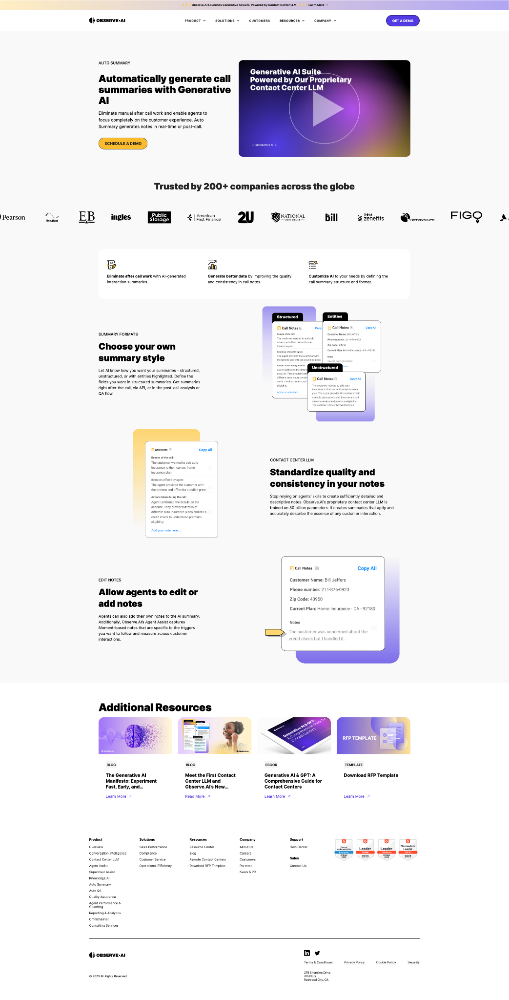 ⚡⚡⚡Observe.AI Launches Generative AI Suite, Powered by Contact Center LLM ⚡⚡⚡ Learn More →
OBSERVE·AI
PRODUCT
SOLUTIONS
CUSTOMERS
RESOURCES
COMPANY
GET A DEMO
AUTO SUMMARY
Automatically generate call
summaries with Generative
AI
Eliminate manual after call work and enable agents to
focus completely on the customer experience. Auto
Summary generates notes in real-time or post-call.
SCHEDULE A DEMO
Generative AI Suite
Powered by Our Proprietary
Contact Center LLM
⚡ GENERATIVE AI ⚡
Trusted by 200+ companies across the globe
Pearson
ResMed
EB
ingles
Public
Storage
American
First Finance
2U
NATIONAL
DEBT RELIEF
bill
TriNet
zenefits
NATIONS INFO
FIGO
Eliminate after call work with AI-generated
interaction summaries.
Generate better data by improving the quality
and consistency in call notes.
Customize AI to your needs by defining the
call summary structure and format.
SUMMARY FORMATS
Choose your own
summary style
Let AI know how you want your summaries - structured,
unstructured, or with entities highlighted. Define the
fields you want in structured summaries. Get summaries
right after the call, via API, or in the post-call analysis or
QA flow.
Structured
Call Notes
Copy
Reason of the call:
The customer wanted to add auto
insurance to their current home
insurance plan
Solutions offered by agent:
The agent provided the customer with
the options and offered a bundled price.
Actions taken during the call:
Agent confirmed the details
account. They provided det
different auto insurance pla
credit check to understand
eligibility.
Add your note here...
Entities
Call Notes
Copy All
Customer Name: Bill Jeffers
Phone number: 211-876-0923
Zip Code: 43950
Current Plan: Home Insurance - CA - 92180
Notes
No call note generated.
here...
Unstructured
Call Notes
Copy All
The customer wanted to add auto
insurance to their current home insurance
plan. The agent provided the customer with
multiple plan options and then ran a credit
check to understand premium eligibility.
The customer chose the bundled plan
Call Notes
Copy All
Reason of the call:
The customer wanted to add auto
insurance to their current home
insurance plan
Solutions offered by agent:
The agent provided the customer with
the options and offered a bundled price.
Actions taken during the call:
Agent confirmed the details on the
account. They provided details of
different auto insurance plans and ran a
credit check to understand premium
eligibility.
Add your note here...
CONTACT CENTER LLM
Standardize quality and
consistency in your notes
Stop relying on agents' skills to create sufficiently detailed and
descriptive notes. Observe.AI's proprietary contact center LLM is
trained on 30 billion parameters. It creates summaries that aptly and
accurately describe the essence of any customer interaction.
EDIT NOTES
Allow agents to edit or
add notes
Agents can also add their own notes to the AI summary.
Additionally, Observe.AI's Agent Assist captures
Moment-based notes that are specific to the triggers
you want to follow and measure across customer
interactions.
Call Notes
Copy All
Customer Name: Bill Jeffers
Phone number: 211-876-0923
Zip Code: 43950
Current Plan: Home Insurance - CA - 92180
Notes
The customer was concerned about the
credit check but I handled it.
Additional Resources
OBSERVE·AI
BLOG
The Generative AI
Manifesto: Experiment
Fast, Early, and...
Learn More ↗
OBSERVE·AI
BLOG
Meet the First Contact
Center LLM and
Observe.AI's New...
Read More ↗
Generative AI & GPT:
A Comprehensive Guide for
Contact Centers
EBOOK
Generative AI & GPT: A
Comprehensive Guide for
Contact Centers
Learn More ↗
RFP TEMPLATE
TEMPLATE
Download RFP Template
Learn More ↗
Product
Overview
Conversation Intelligence
Contact Center LLM
Agent Assist
Supervisor Assist
Knowledge AI
Auto Summary
Auto QA
Quality Assurance
Agent Performance &
Coaching
Reporting & Analytics
Omnichannel
Consulting Services
Solutions
Sales Performance
Compliance
Customer Service
Operational Efficiency
Resources
Resource Center
Blog
Remote Contact Centers
Download RFP Template
Company
About Us
Careers
Customers
Partners
News & PR
Support
Help Center
Sales
Contact Us
Fastest
Implementation
Enterprise
SPRING
2023
Leader
SPRING
2023
Leader
Mid-Market
SPRING
2023
Momentum
Leader
SPRING
2023
OBSERVE·AI
© 2023 All Rights Reserved
Terms & Conditions
Privacy Policy
Cookie Policy
Security
275 Shoreline Drive
4th Floor
Redwood City, CA